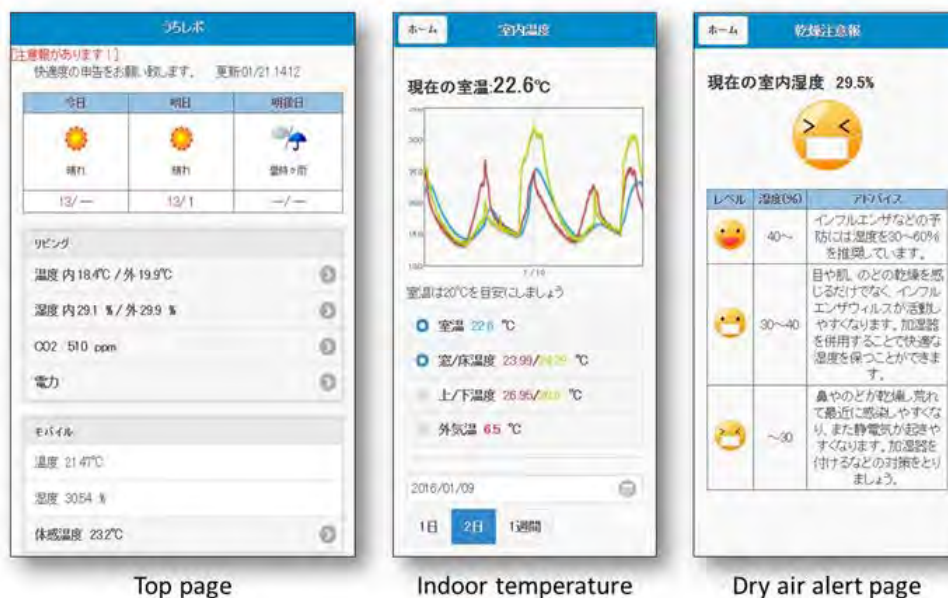 うちレポ
[注意報があります！]
快適度の申告をお願い致します。 更新01/21 14:12
今日 明日 明後日
晴れ 晴れ 曇時々雨
13/— 13/1 —/—
リビング
温度 内18.4℃ / 外19.9℃
湿度 内29.1 % / 外29.9 %
CO2 510 ppm
電力
モバイル
温度 21.47℃
湿度 30.54 %
体感温度 23.2℃
Top page
ホーム 室内温度
現在の室温:22.6℃
1/10
室温は20℃を目安にしましょう
室温 22.6 ℃
窓/床温度 23.99/ ℃
上/下温度 26.95/ ℃
外気温 6.5 ℃
2016/01/09
1日 2日 1週間
Indoor temperature
ホーム 乾燥注意報
現在の室内湿度 29.5%
レベル 湿度(%) アドバイス
40～
インフルエンザなどの予
防には湿度を30～60%
を推奨しています。
30～40
目や肌、のどの乾燥を感
じるだけでなく、インフル
エンザウィルスが活動し
やすくなります。加湿器
を併用することで快適な
湿度を保つことができま
す。
～30
鼻やのどが乾燥し荒れ
て最近に感染しやすくな
り、また静電気が起きや
すくなります。加湿器を
付けるなどの対策をとり
ましょう。
Dry air alert page